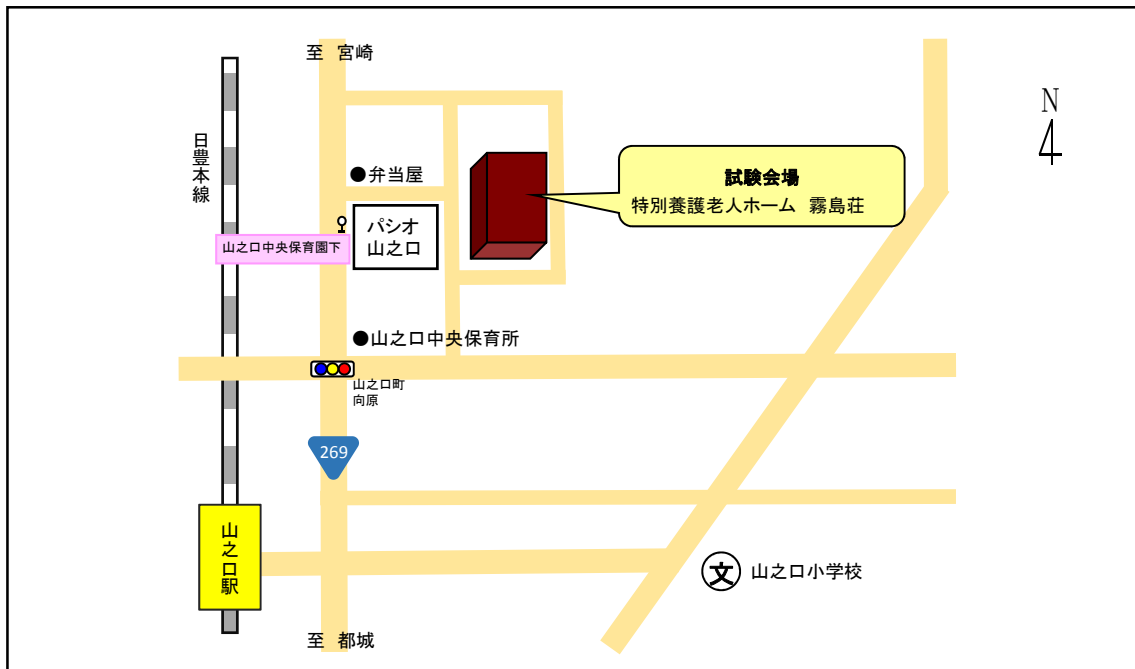 至 宮崎
N
日豊本線
●弁当屋
試験会場
特別養護老人ホーム 霧島荘
パシオ
山之口
山之口中央保育園下
●山之口中央保育所
山之口町
向原
269
山之口駅
文
山之口小学校
至 都城